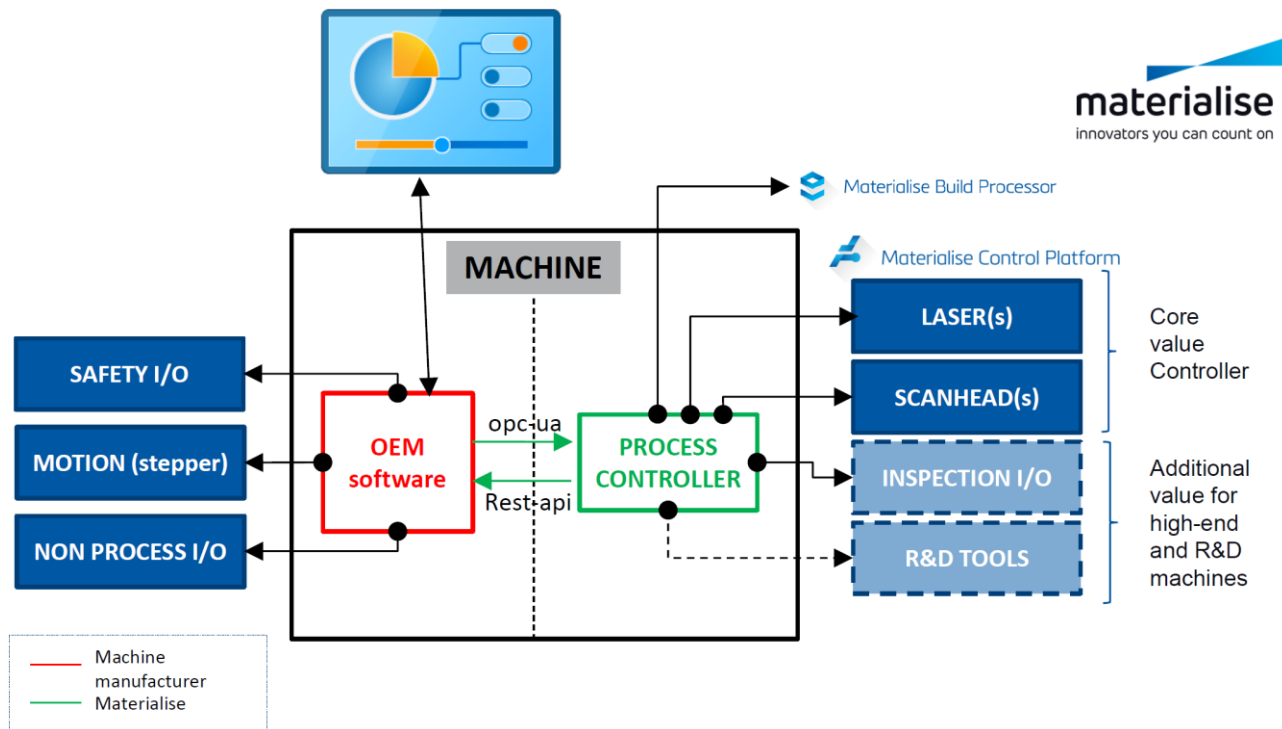 materialise
innovators you can count on
Materialise Build Processor
MACHINE
Materialise Control Platform
LASER(s)
Core
value
Controller
SAFETY I/O
SCANHEAD(s)
opc-ua
OEM
software
PROCESS
CONTROLLER
MOTION (stepper)
Rest-api
INSPECTION I/O
Additional
value for
high-end
and R&D
machines
NON PROCESS I/O
R&D TOOLS
Machine
manufacturer
Materialise